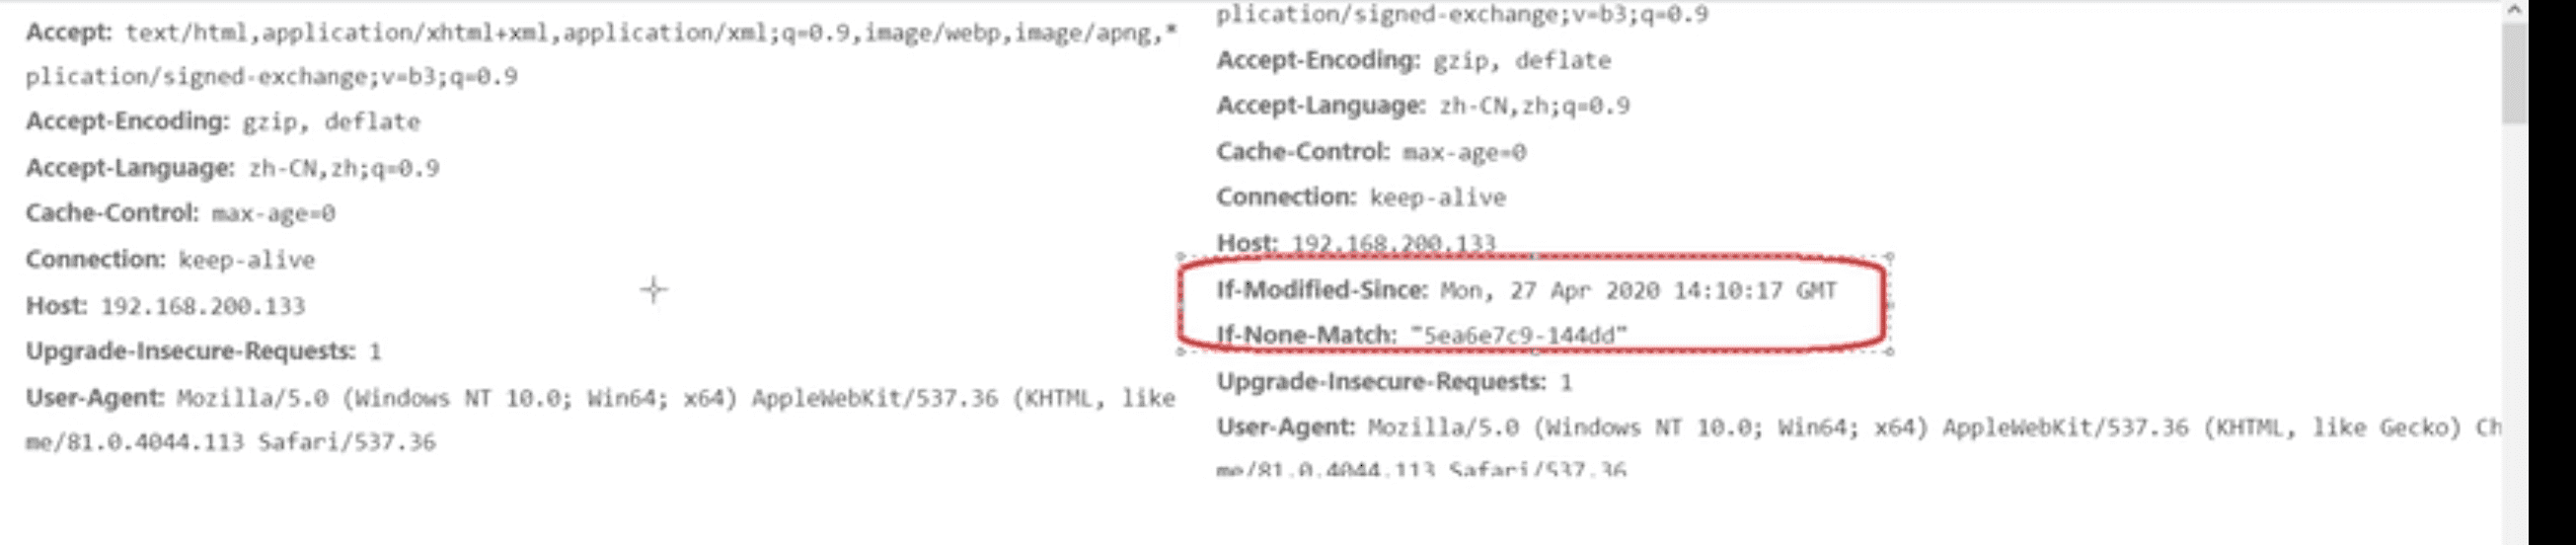 Accept: text/html,application/xhtml+xml,application/xml;q=0.9,image/webp,image/apng,*
plication/signed-exchange;v=b3;q=0.9
Accept-Encoding: gzip, deflate
Accept-Language: zh-CN,zh;q=0.9
Cache-Control: max-age=0
Connection: keep-alive
Host: 192.168.200.133
Upgrade-Insecure-Requests: 1
User-Agent: Mozilla/5.0 (Windows NT 10.0; Win64; x64) AppleWebKit/537.36 (KHTML, like
me/81.0.4044.113 Safari/537.36
plication/signed-exchange;v=b3;q=0.9
Accept-Encoding: gzip, deflate
Accept-Language: zh-CN,zh;q=0.9
Cache-Control: max-age=0
Connection: keep-alive
Host: 192.168.200.133
If-Modified-Since: Mon, 27 Apr 2020 14:10:17 GMT
If-None-Match: "5ea6e7c9-144dd"
Upgrade-Insecure-Requests: 1
User-Agent: Mozilla/5.0 (Windows NT 10.0; Win64; x64) AppleWebKit/537.36 (KHTML, like Gecko) Ch
me/81.0.4044.113 Safari/537.36